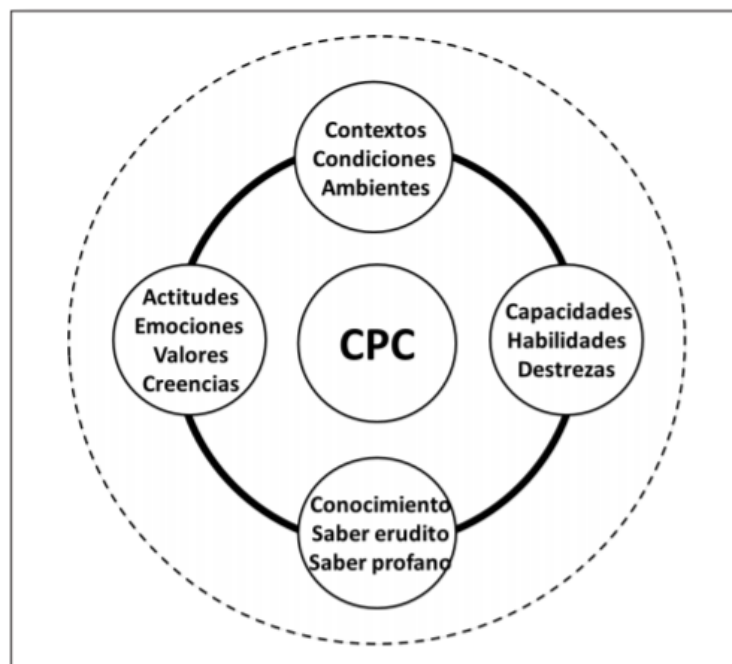 Contextos
Condiciones
Ambientes
Actitudes
Emociones
Valores
Creencias
CPC
Capacidades
Habilidades
Destrezas
Conocimiento
Saber erudito
Saber profano